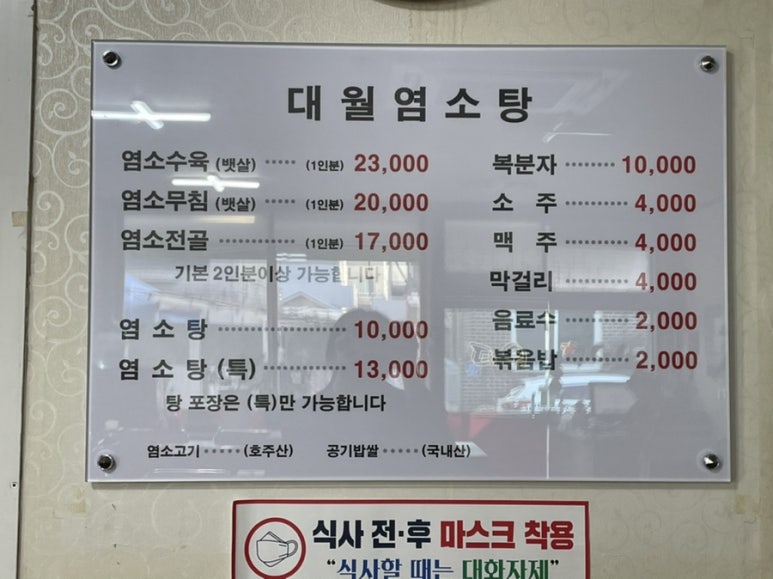 대월염소탕
염소수육 (뱃살) ····· (1인분) 23,000
염소무침 (뱃살) ····· (1인분) 20,000
염소전골 ············ (1인분) 17,000
기본 2인분이상 가능합니다
염 소 탕 ···················· 10,000
염 소 탕 (특) ··············· 13,000
탕 포장은 (특)만 가능합니다
복분자 ········ 10,000
소 주 ·········· 4,000
맥 주 ·········· 4,000
막걸리 ·········· 4,000
음료수 ·········· 2,000
볶음밥 ·········· 2,000
염소고기 ····· (호주산) 공기밥쌀 ····· (국내산)
식사 전·후 마스크 착용
“식사할 때는 대화자제”